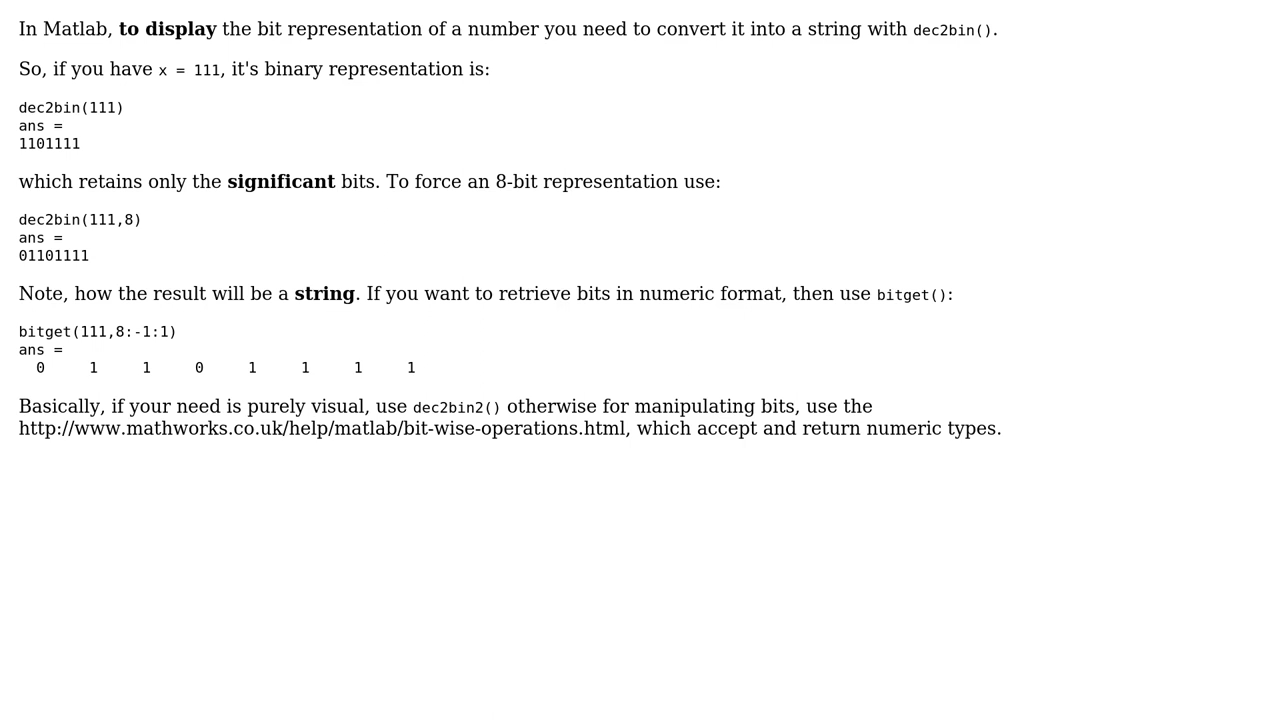 In Matlab, to display the bit representation of a number you need to convert it into a string with dec2bin().
So, if you have x = 111, it's binary representation is:
dec2bin(111)
ans =
1101111
which retains only the significant bits. To force an 8-bit representation use:
dec2bin(111,8)
ans =
01101111
Note, how the result will be a string. If you want to retrieve bits in numeric format, then use bitget():
bitget(111,8:-1:1)
ans =
  0     1     1     0     1     1     1     1
Basically, if your need is purely visual, use dec2bin2() otherwise for manipulating bits, use the
http://www.mathworks.co.uk/help/matlab/bit-wise-operations.html, which accept and return numeric types.